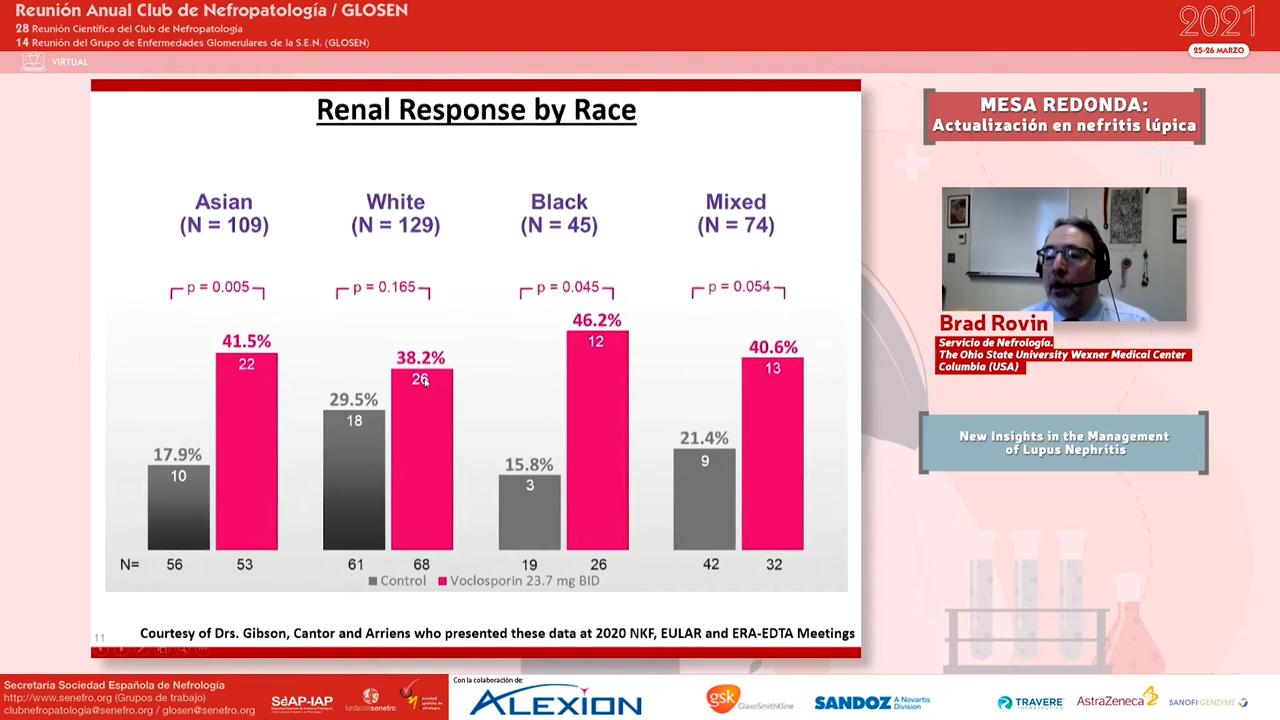 Reunión Anual Club de Nefropatología / GLOSEN
28 Reunión Científica del Club de Nefropatología
14 Reunión del Grupo de Enfermedades Glomerulares de la S.E.N. (GLOSEN)
VIRTUAL
2021
25-26 MARZO
Renal Response by Race
Asian
(N = 109)
White
(N = 129)
Black
(N = 45)
Mixed
(N = 74)
p = 0.005
p = 0.165
p = 0.045
p = 0.054
17.9%
10
41.5%
22
29.5%
18
38.2%
26
15.8%
3
46.2%
12
21.4%
9
40.6%
13
N= 56 53 61 68 19 26 42 32
Control Voclosporin 23.7 mg BID
11
Courtesy of Drs. Gibson, Cantor and Arriens who presented these data at 2020 NKF, EULAR and ERA-EDTA Meetings
MESA REDONDA:
Actualización en nefritis lúpica
Brad Rovin
Servicio de Nefrología.
The Ohio State University Wexner Medical Center
Columbia (USA)
New Insights in the Management
of Lupus Nephritis
Secretaría Sociedad Española de Nefrología
http://www.senefro.org (Grupos de trabajo)
clubnefropatologia@senefro.org / glosen@senefro.org
SEAP-IAP
fundaciónsenefro
Con la colaboración de:
ALEXION
gsk
GlaxoSmithKline
SANDOZ A Novartis
Division
TRAVERE
THERAPEUTICS
AstraZeneca
SANOFI GENZYME